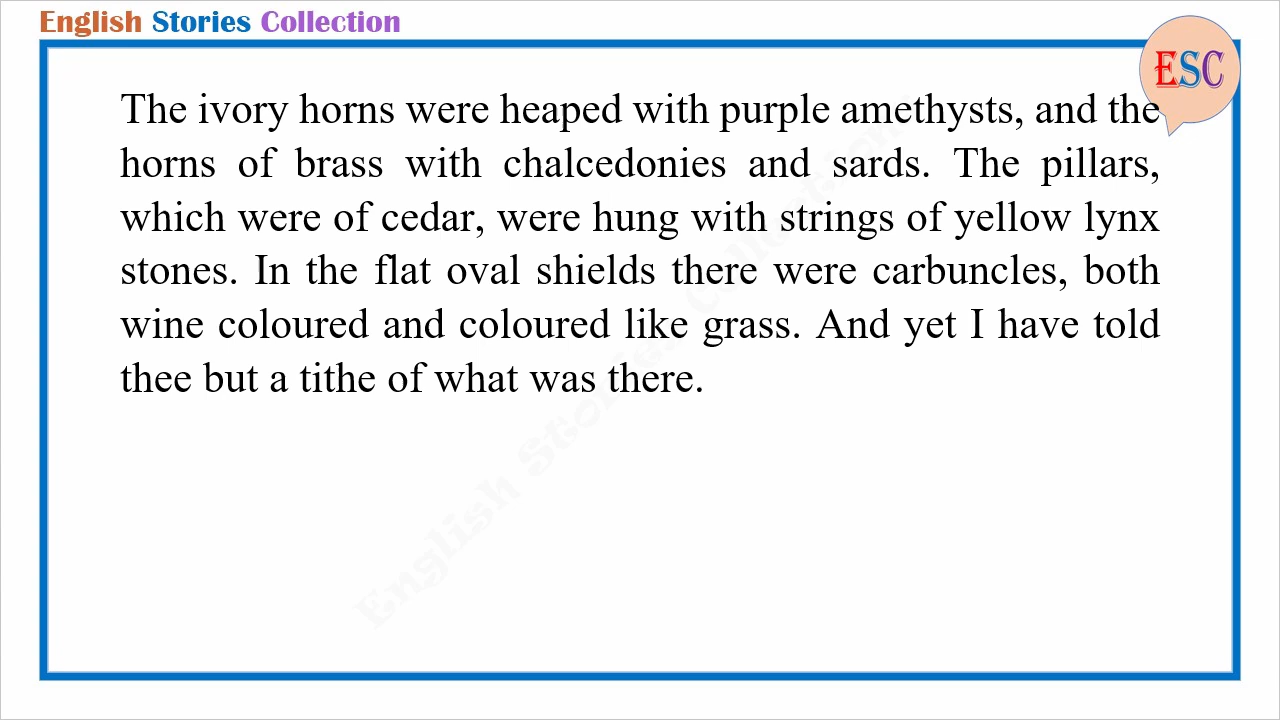 English Stories Collection
ESC
The ivory horns were heaped with purple amethysts, and the
horns of brass with chalcedonies and sards. The pillars,
which were of cedar, were hung with strings of yellow lynx
stones. In the flat oval shields there were carbuncles, both
wine coloured and coloured like grass. And yet I have told
thee but a tithe of what was there.
English Stories Collection